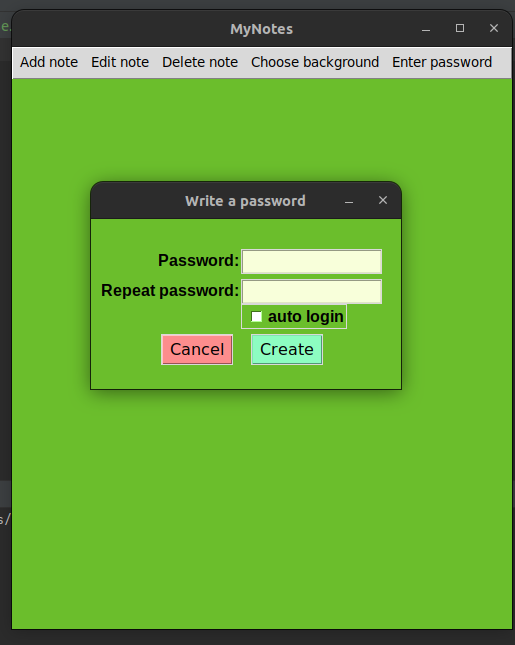 e.
MyNotes
Add note Edit note Delete note Choose background Enter password
Write a password
Password:
Repeat password:
auto login
Cancel Create
s/